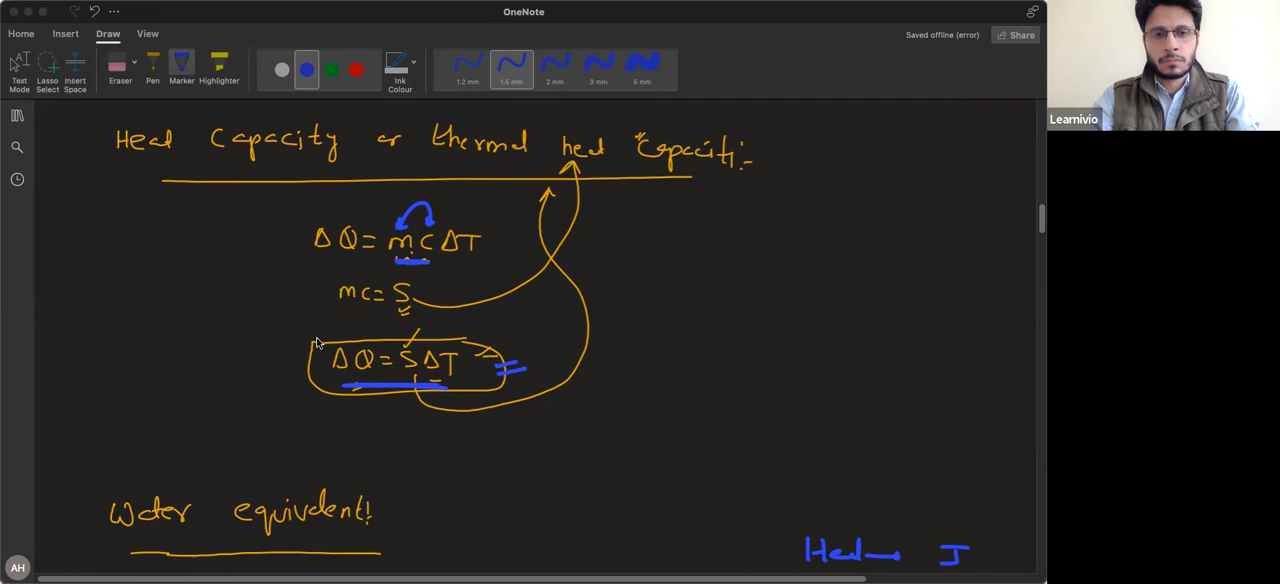 OneNote
Home Insert Draw View
Saved offline (error) Share
Text Mode Lasso Select Insert Space Eraser Pen Marker Highlighter Ink Colour 1.2 mm 1.5 mm 2 mm 3 mm 5 mm
Learnivio
Heat Capacity or thermal heat Capacity:-
ΔQ = mCΔT
mc = S
ΔQ = SΔT
Water equivalent:
Heat→ J
AH